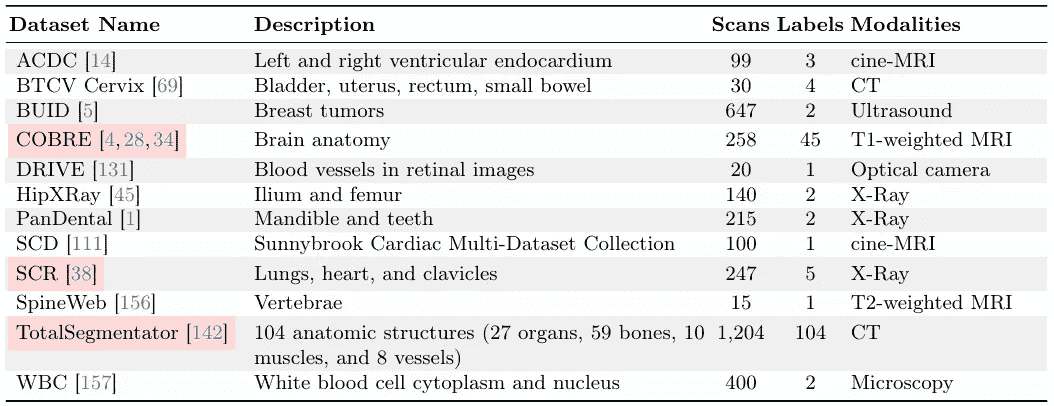 Dataset Name Description Scans Labels Modalities
ACDC [14] Left and right ventricular endocardium 99 3 cine-MRI
BTCV Cervix [69] Bladder, uterus, rectum, small bowel 30 4 CT
BUID [5] Breast tumors 647 2 Ultrasound
COBRE [4, 28, 34] Brain anatomy 258 45 T1-weighted MRI
DRIVE [131] Blood vessels in retinal images 20 1 Optical camera
HipXRay [45] Ilium and femur 140 2 X-Ray
PanDental [1] Mandible and teeth 215 2 X-Ray
SCD [111] Sunnybrook Cardiac Multi-Dataset Collection 100 1 cine-MRI
SCR [38] Lungs, heart, and clavicles 247 5 X-Ray
SpineWeb [156] Vertebrae 15 1 T2-weighted MRI
TotalSegmentator [142] 104 anatomic structures (27 organs, 59 bones, 10 1,204 104 CT
muscles, and 8 vessels)
WBC [157] White blood cell cytoplasm and nucleus 400 2 Microscopy